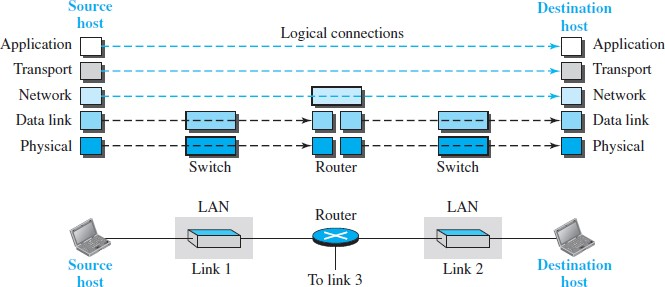 Source
host
Destination
host
Logical connections
Application
Application
Transport
Transport
Network
Network
Data link
Data link
Physical
Physical
Switch
Router
Switch
LAN
Router
LAN
Source
host
Link 1
To link 3
Link 2
Destination
host